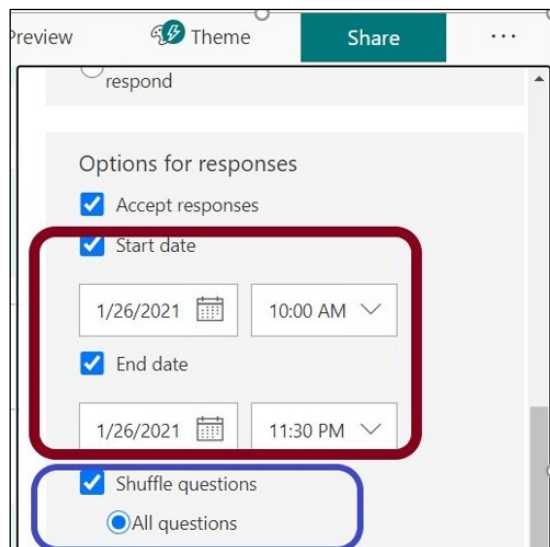 Preview Theme Share ...
respond
Options for responses
Accept responses
Start date
1/26/2021 10:00 AM
End date
1/26/2021 11:30 PM
Shuffle questions
All questions